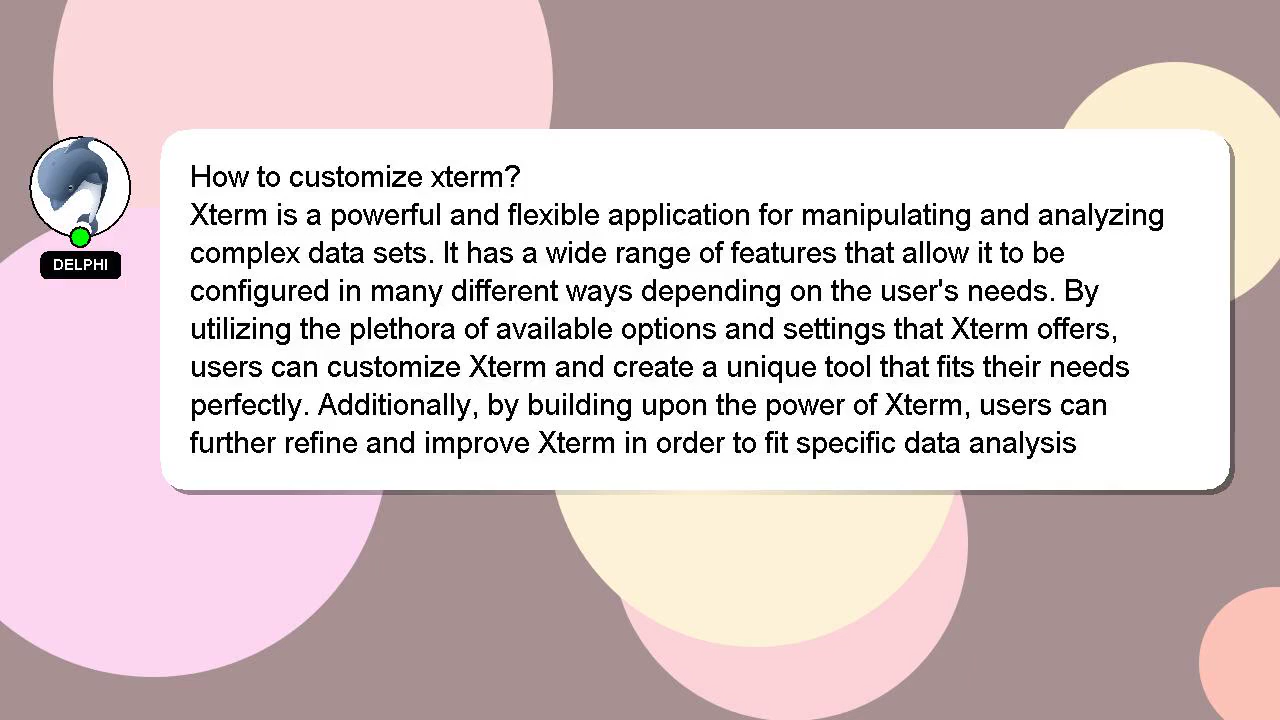 DELPHI
How to customize xterm?
Xterm is a powerful and flexible application for manipulating and analyzing
complex data sets. It has a wide range of features that allow it to be
configured in many different ways depending on the user's needs. By
utilizing the plethora of available options and settings that Xterm offers,
users can customize Xterm and create a unique tool that fits their needs
perfectly. Additionally, by building upon the power of Xterm, users can
further refine and improve Xterm in order to fit specific data analysis